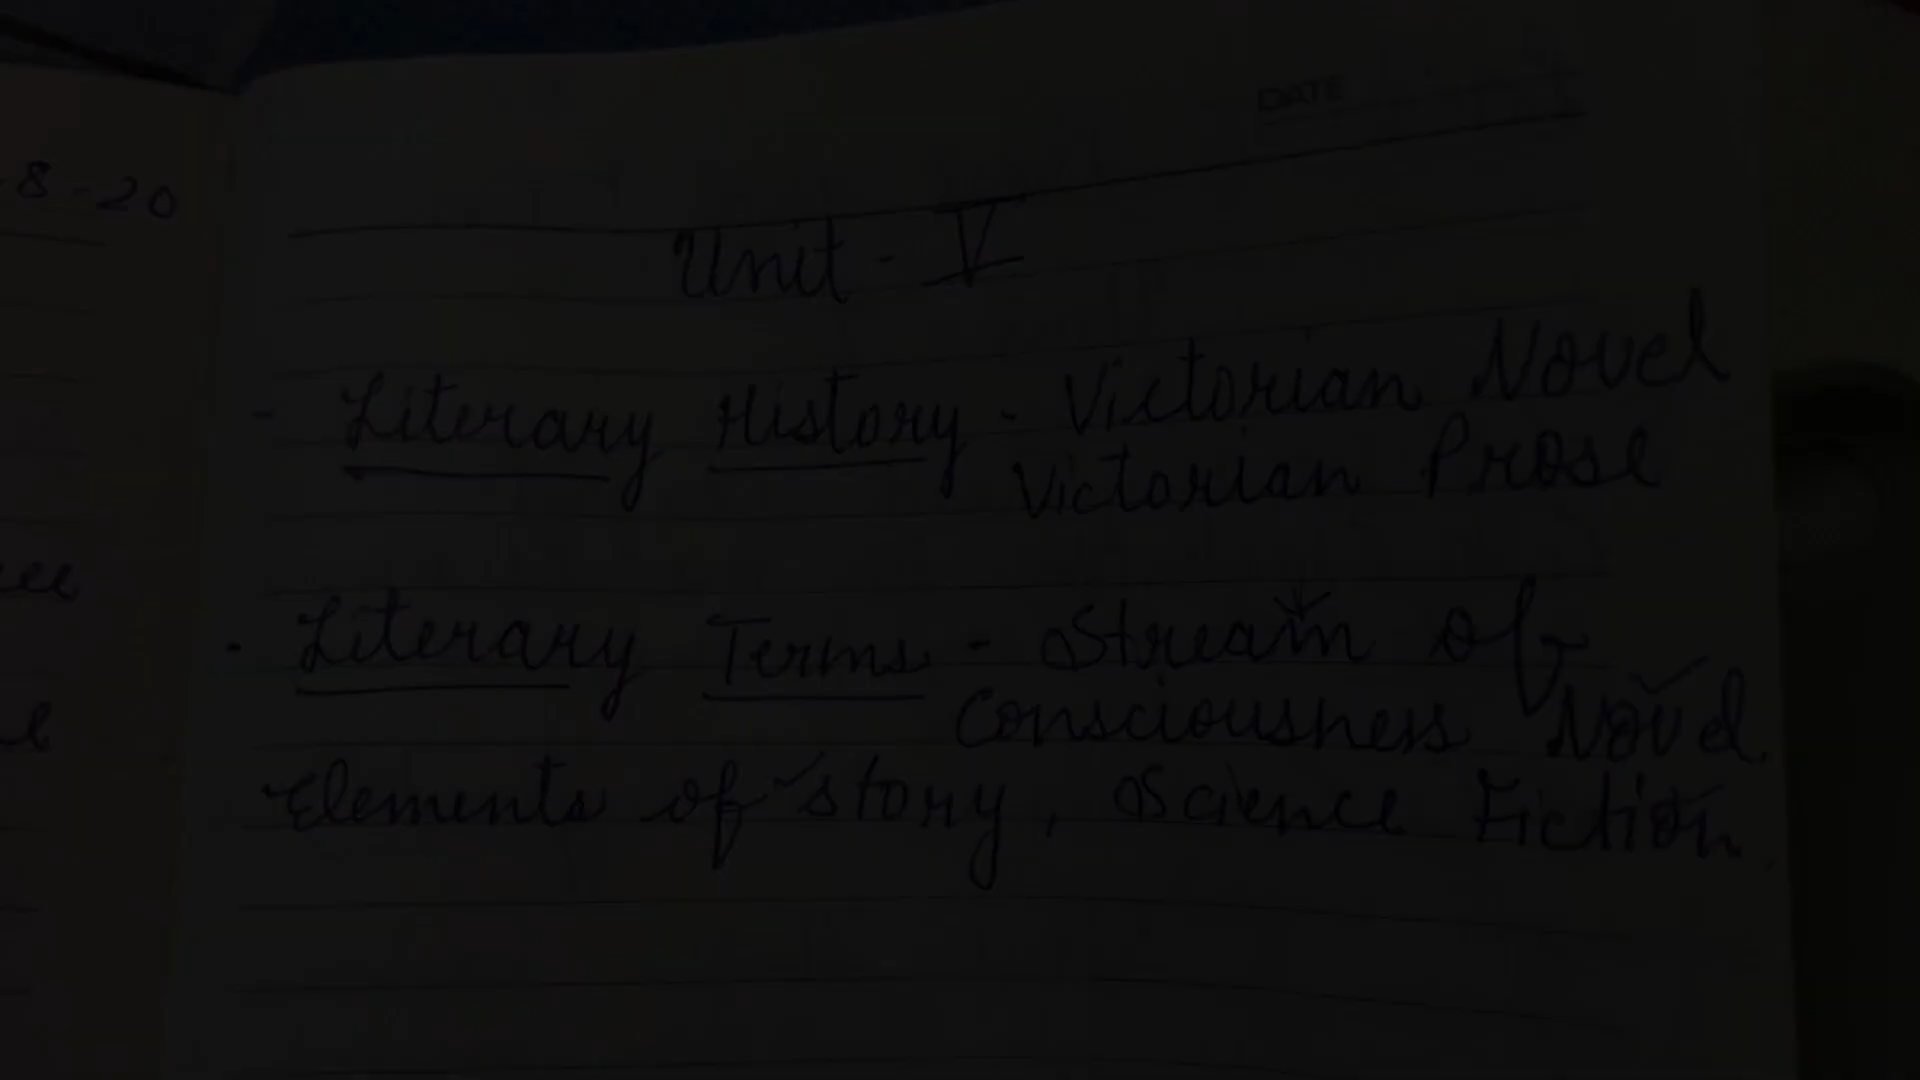 DATE
-8-20
Unit - V
- Literary History - Victorian Novel
Victorian Prose
- Literary Terms - Stream of
Consciousness Novel.
Elements of story, Science Fiction.